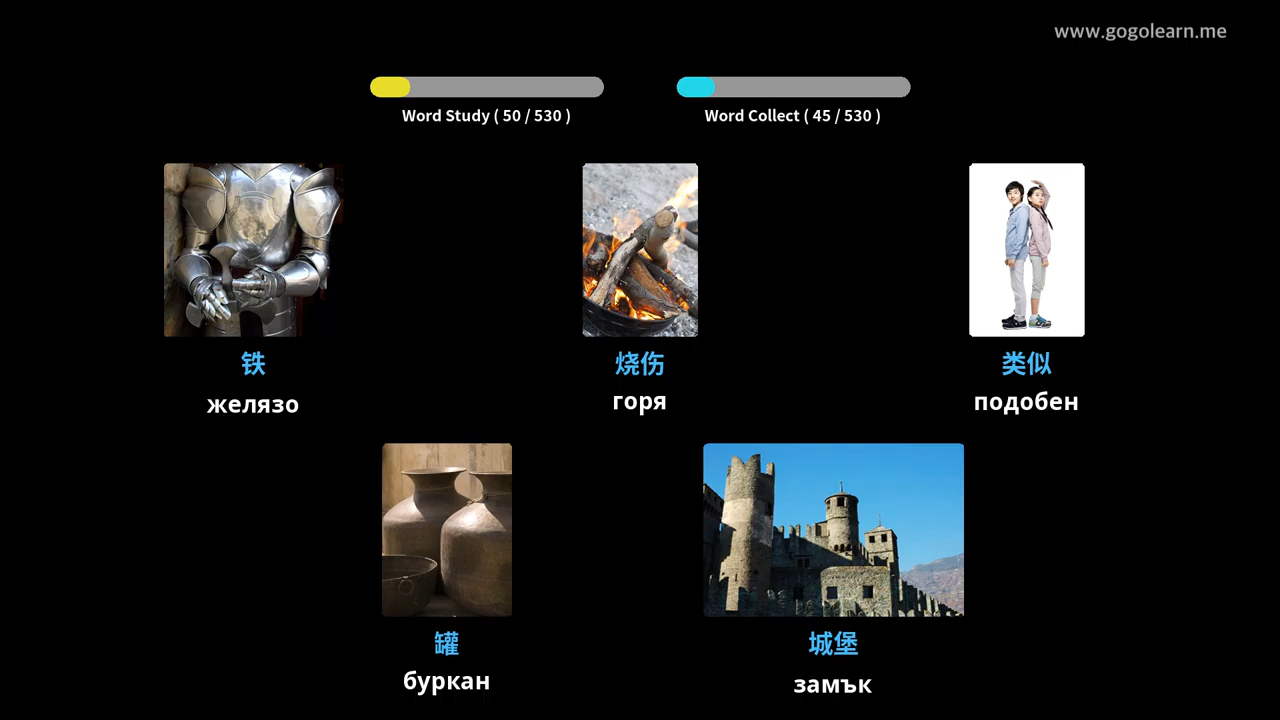 www.gogolearn.me
Word Study ( 50 / 530 )
Word Collect ( 45 / 530 )
铁
желязо
烧伤
горя
类似
подобен
罐
буркан
城堡
замък